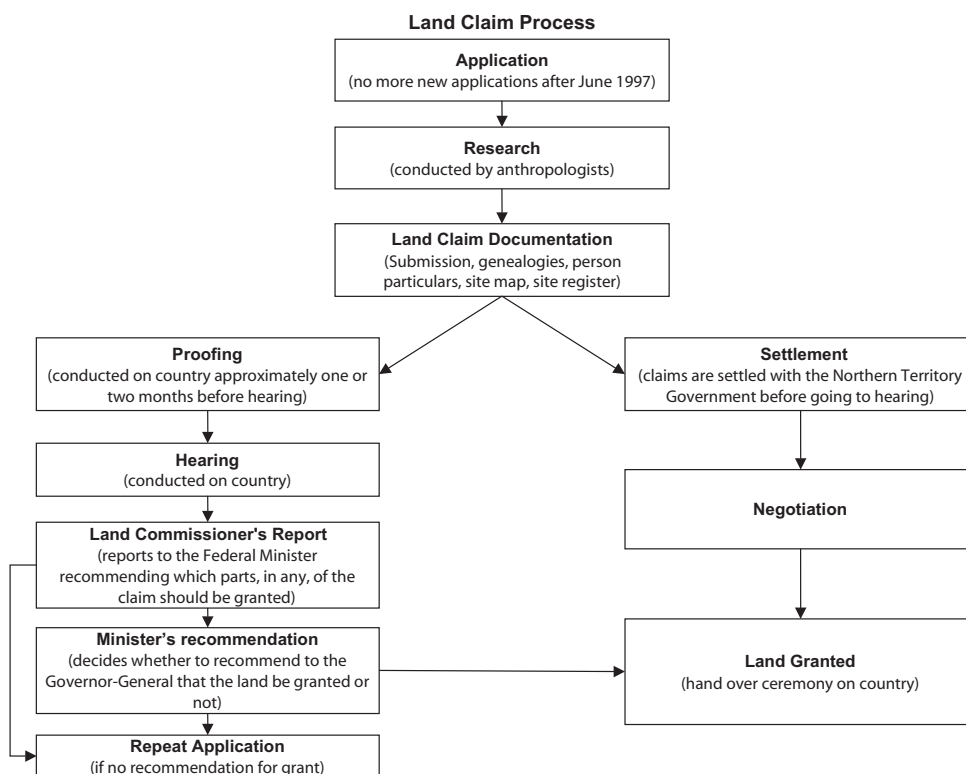 Land Claim Process
Application
(no more new applications after June 1997)
Research
(conducted by anthropologists)
Land Claim Documentation
(Submission, genealogies, person
particulars, site map, site register)
Proofing
(conducted on country approximately one or
two months before hearing)
Hearing
(conducted on country)
Land Commissioner's Report
(reports to the Federal Minister
recommending which parts, in any, of the
claim should be granted)
Minister's recommendation
(decides whether to recommend to the
Governor-General that the land be granted or
not)
Repeat Application
(if no recommendation for grant)
Settlement
(claims are settled with the Northern Territory
Government before going to hearing)
Negotiation
Land Granted
(hand over ceremony on country)